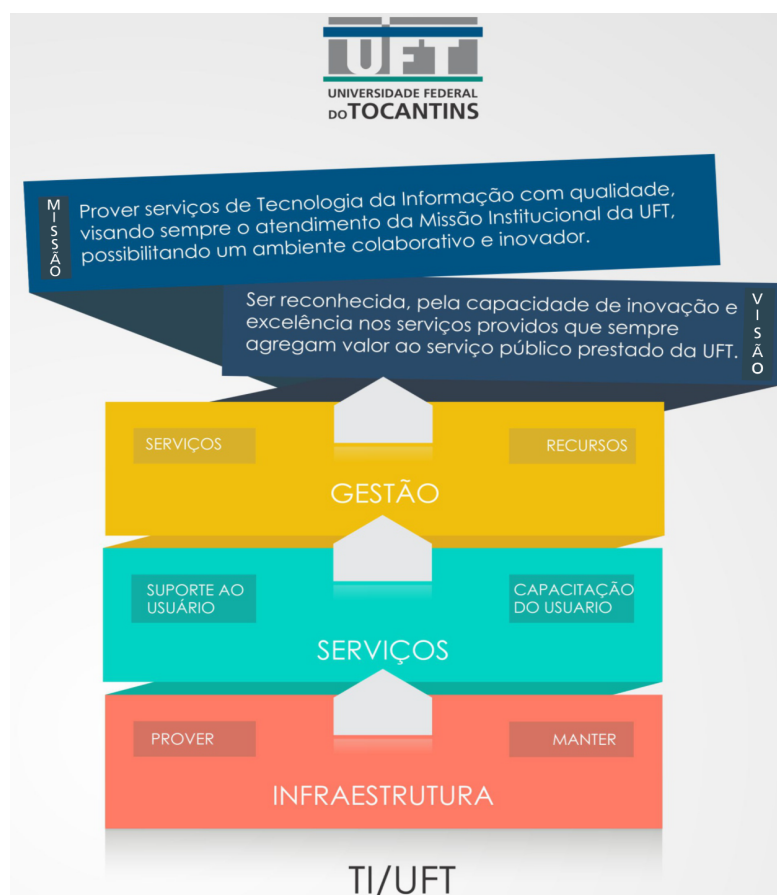 UFT
UNIVERSIDADE FEDERAL
DO TOCANTINS
MISSÃO
Prover serviços de Tecnologia da Informação com qualidade,
visando sempre o atendimento da Missão Institucional da UFT,
possibilitando um ambiente colaborativo e inovador.
Ser reconhecida, pela capacidade de inovação e
excelência nos serviços providos que sempre
agregam valor ao serviço público prestado da UFT.
VISÃO
SERVIÇOS
RECURSOS
GESTÃO
SUPORTE AO
USUÁRIO
CAPACITAÇÃO
DO USUARIO
SERVIÇOS
PROVER
MANTER
INFRAESTRUTURA
TI/UFT